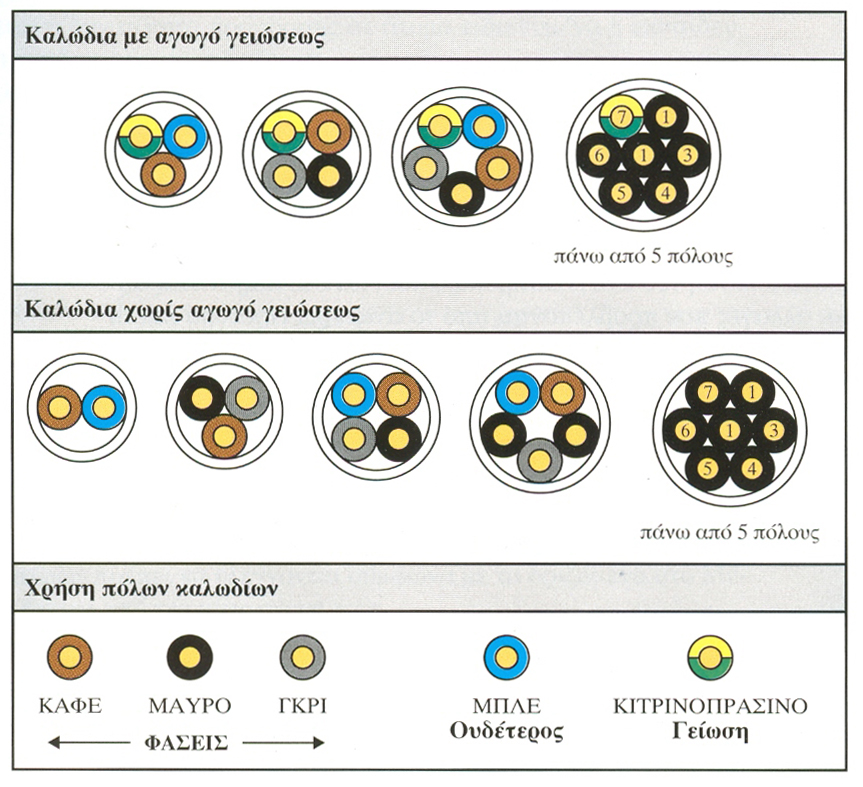 Καλώδια με αγωγό γειώσεως
7 1
6 1 3
5 4
πάνω από 5 πόλους
Καλώδια χωρίς αγωγό γειώσεως
7 1
6 1 3
5 4
πάνω από 5 πόλους
Χρήση πόλων καλωδίων
ΚΑΦΕ ΜΑΥΡΟ ΓΚΡΙ ΜΠΛΕ ΚΙΤΡΙΝΟΠΡΑΣΙΝΟ
ΦΑΣΕΙΣ Ουδέτερος Γείωση